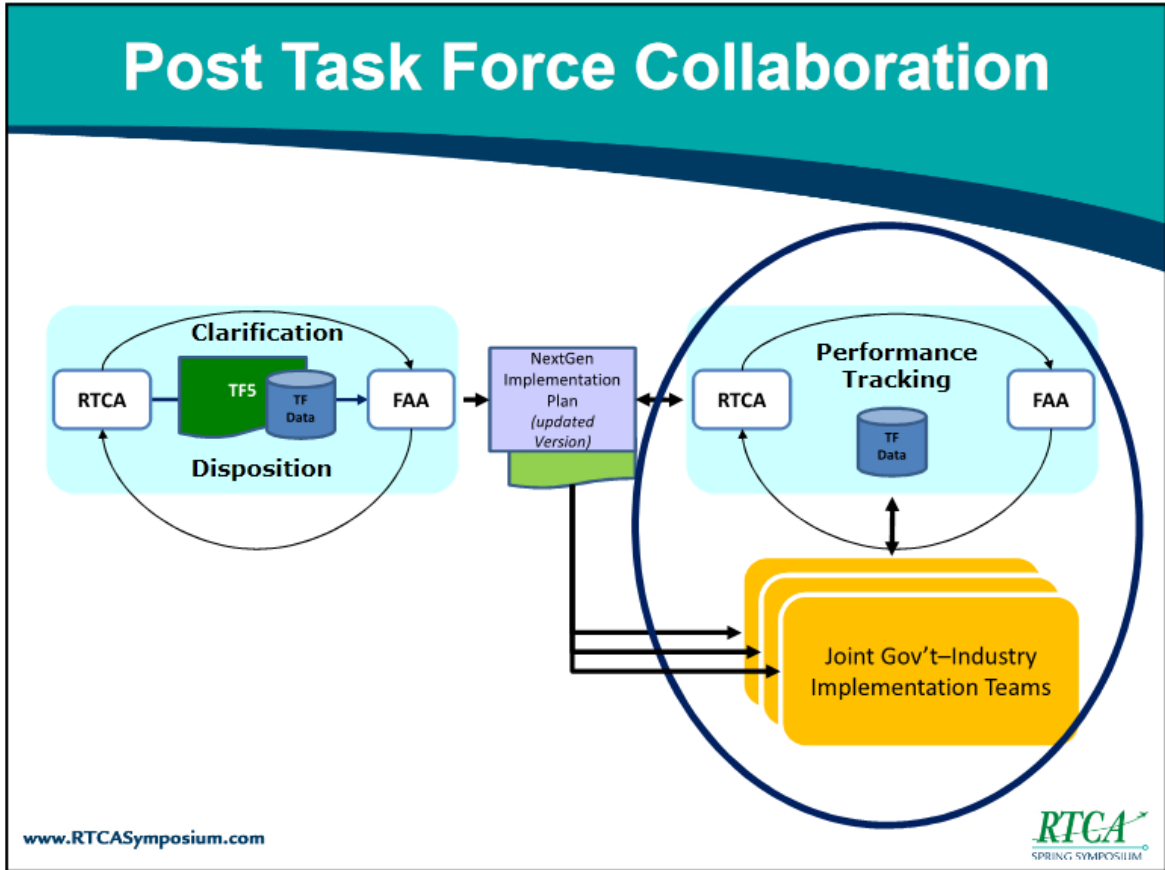 Post Task Force Collaboration
Clarification
RTCA
TF5
TF
Data
FAA
Disposition
NextGen
Implementation
Plan
(updated
Version)
Performance
Tracking
RTCA
TF
Data
FAA
Joint Gov't–Industry
Implementation Teams
www.RTCASymposium.com
RTCA
SPRING SYMPOSIUM